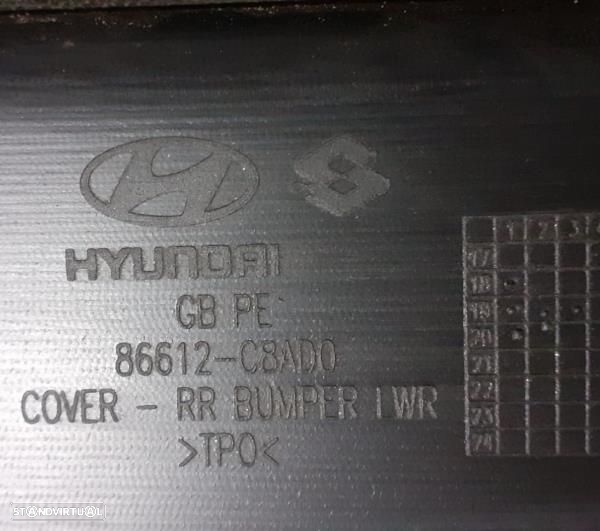 HYUNDAI
GB PE
86612-C8AD0
COVER - RR BUMPER LWR
>TPO<
1 2 3
17
18
19
20
21
22
23
24
STANDVIRTUAL